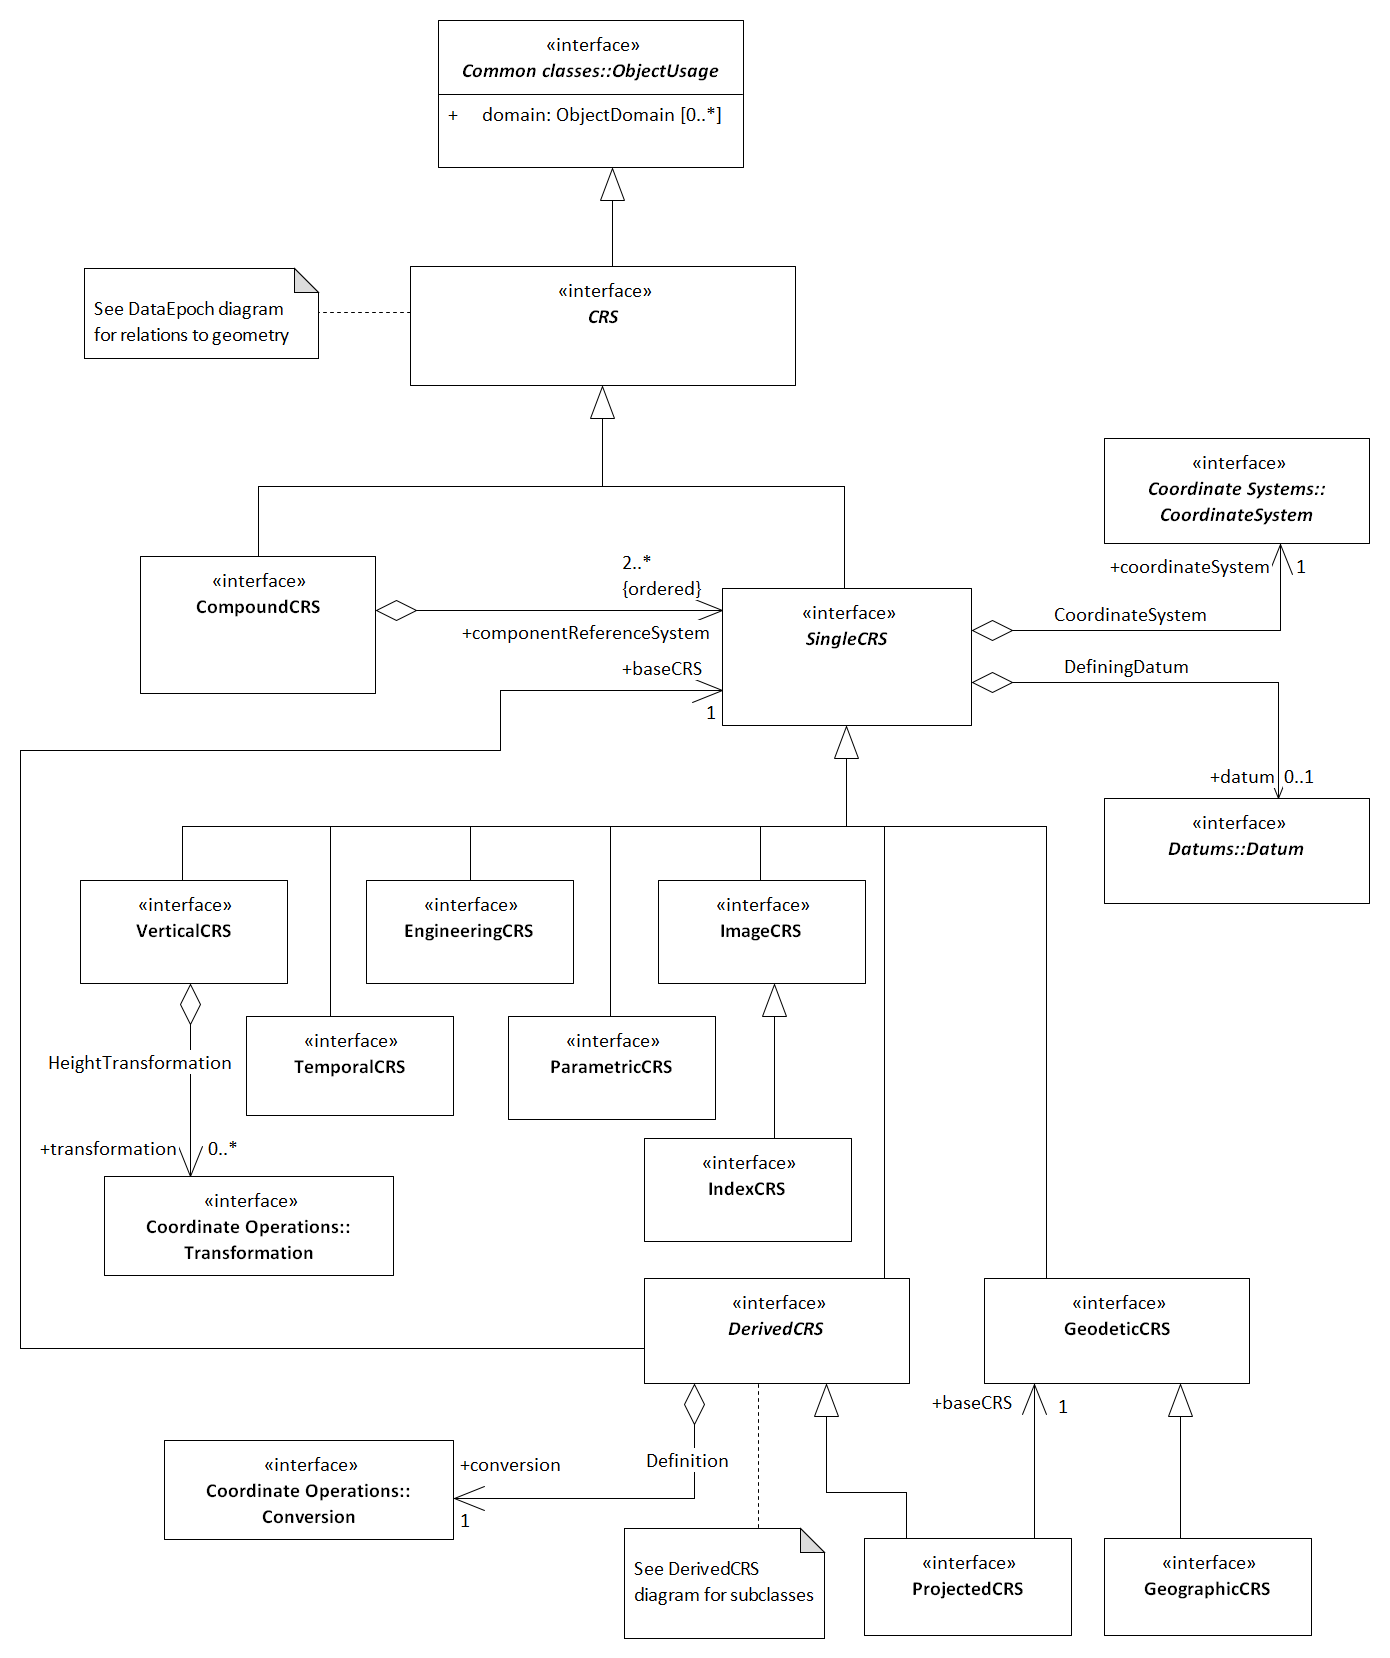 «interface»
Common classes::ObjectUsage
+ domain: ObjectDomain [0..*]
«interface»
CRS
See DataEpoch diagram
for relations to geometry
«interface»
Coordinate Systems::
CoordinateSystem
+coordinateSystem 1
CoordinateSystem
«interface»
CompoundCRS
2..*
{ordered}
+componentReferenceSystem
+baseCRS
1
«interface»
SingleCRS
DefiningDatum
+datum 0..1
«interface»
Datums::Datum
«interface»
VerticalCRS
«interface»
EngineeringCRS
«interface»
ImageCRS
HeightTransformation
«interface»
TemporalCRS
«interface»
ParametricCRS
+transformation 0..*
«interface»
Coordinate Operations::
Transformation
«interface»
IndexCRS
«interface»
DerivedCRS
«interface»
GeodeticCRS
+baseCRS 1
Definition
+conversion
1
«interface»
Coordinate Operations::
Conversion
See DerivedCRS
diagram for subclasses
«interface»
ProjectedCRS
«interface»
GeographicCRS